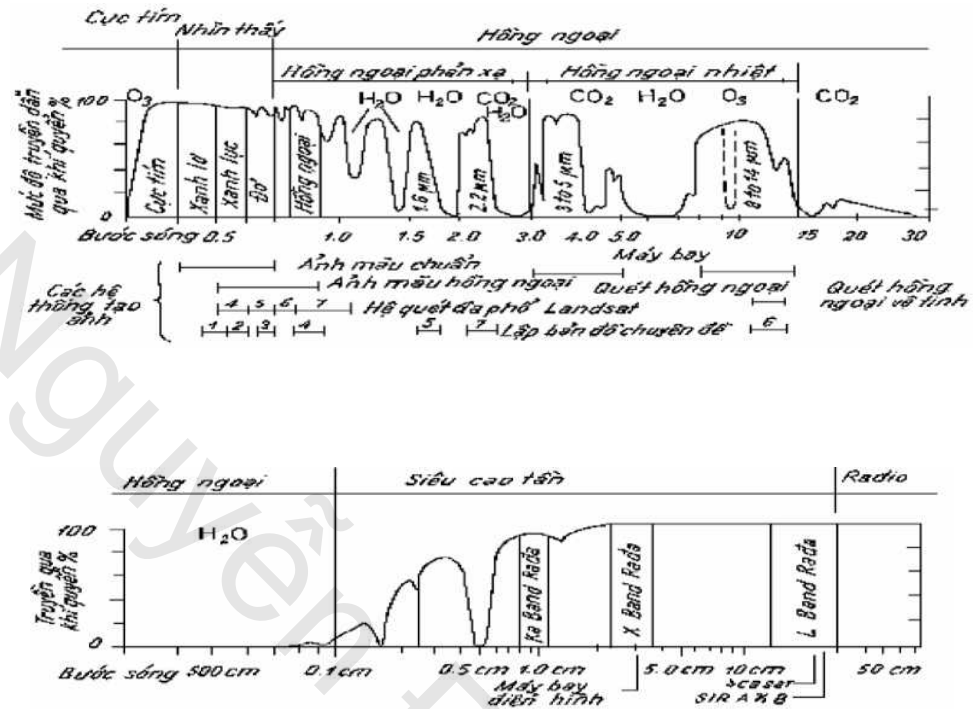 Cực tím
Nhìn thấy
Hồng ngoại
Hồng ngoại phản xạ
Hồng ngoại nhiệt
O3
H2O
H2O
CO2
H2O
CO2
H2O
O3
CO2
Mức độ truyền dẫn
qua khí quyển %
100
0
Cực tím
Xanh lơ
Xanh lục
Đỏ
Hồng ngoại
1.6 μm
2.2 μm
3 to 5 μm
8 to 14 μm
Bước sóng 0.5 1.0 1.5 2.0 3.0 4.0 5.0 10 15 20 30
Máy bay
Các hệ
thống tạo
ảnh
Ảnh mầu chuẩn
Ảnh mầu hồng ngoại
Quét hồng ngoại
Quét hồng
ngoại vệ tinh
4 5 6 7 Hệ quét đa phổ Landsat
1 2 3 4 5 7 Lập bản đồ chuyên đề 6
Hồng ngoại
Siêu cao tần
Radio
Truyền qua
khí quyển %
100
0
H2O
Ka Band Rada
X Band Rada
L Band Rada
Bước sóng 500 cm 0.1 cm 0.5 cm 1.0 cm 5.0 cm 10 cm 50 cm
Máy bay
điển hình
Scasat
SIR A & B
Nguyễn